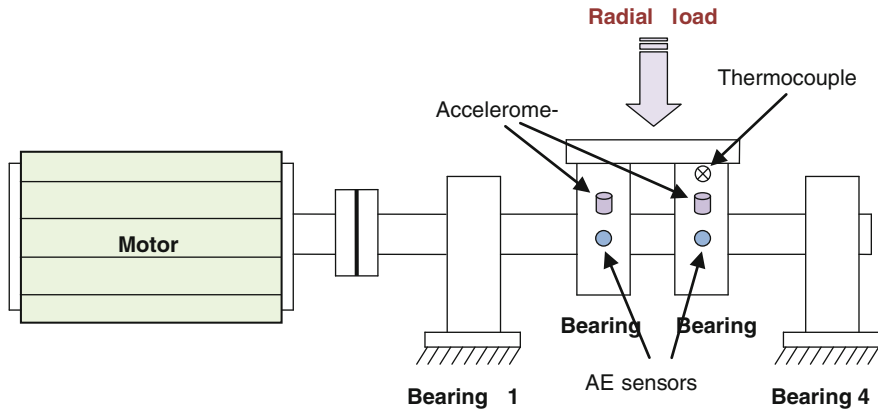 Radial load
Thermocouple
Accelerome-
Motor
Bearing Bearing
AE sensors
Bearing 1
Bearing 4